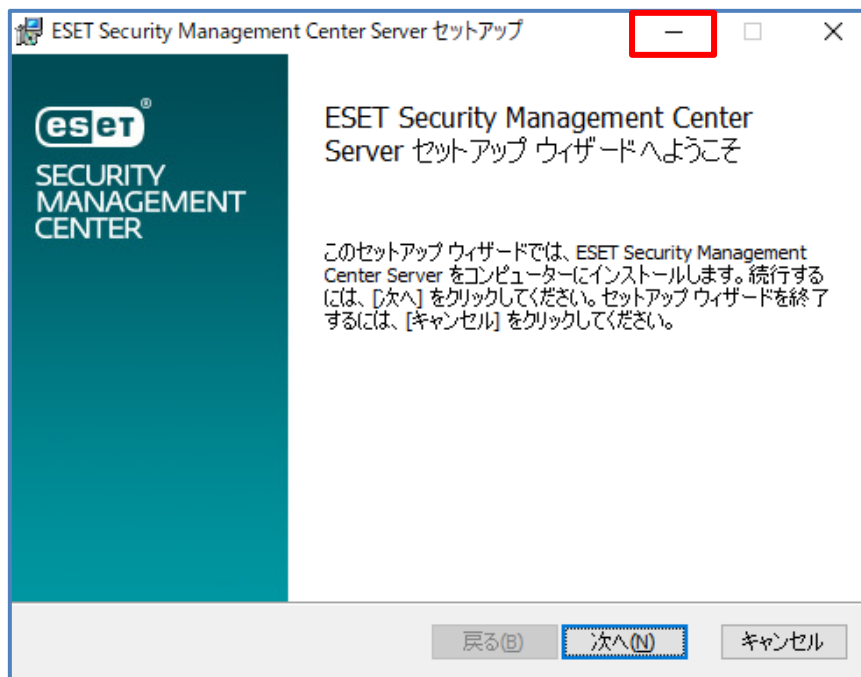 ESET Security Management Center Server セットアップ
eseT®
SECURITY
MANAGEMENT
CENTER
ESET Security Management Center
Server セットアップ ウィザードへようこそ
このセットアップ ウィザードでは、ESET Security Management
Center Server をコンピューターにインストールします。続行する
には、[次へ] をクリックしてください。セットアップ ウィザードを終了
するには、[キャンセル] をクリックしてください。
戻る(B)
次へ(N)
キャンセル